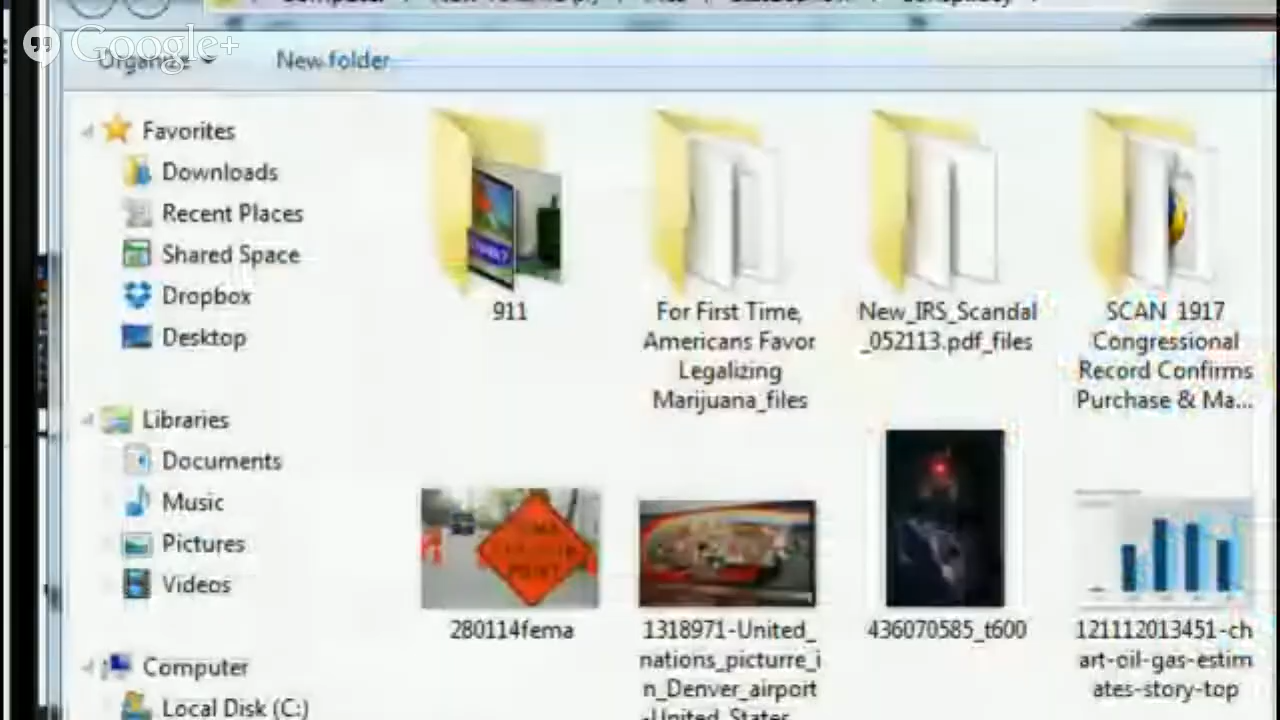 Google+
Organize
New folder
Favorites
Downloads
Recent Places
Shared Space
Dropbox
Desktop
Libraries
Documents
Music
Pictures
Videos
Computer
Local Disk (C:)
911
For First Time,
Americans Favor
Legalizing
Marijuana_files
New_IRS_Scandal
_052113.pdf_files
SCAN 1917
Congressional
Record Confirms
Purchase & Ma...
280114fema
1318971-United_
nations_picturre_i
n_Denver_airport
-United_States
436070585_t600
121112013451-ch
art-oil-gas-estim
ates-story-top